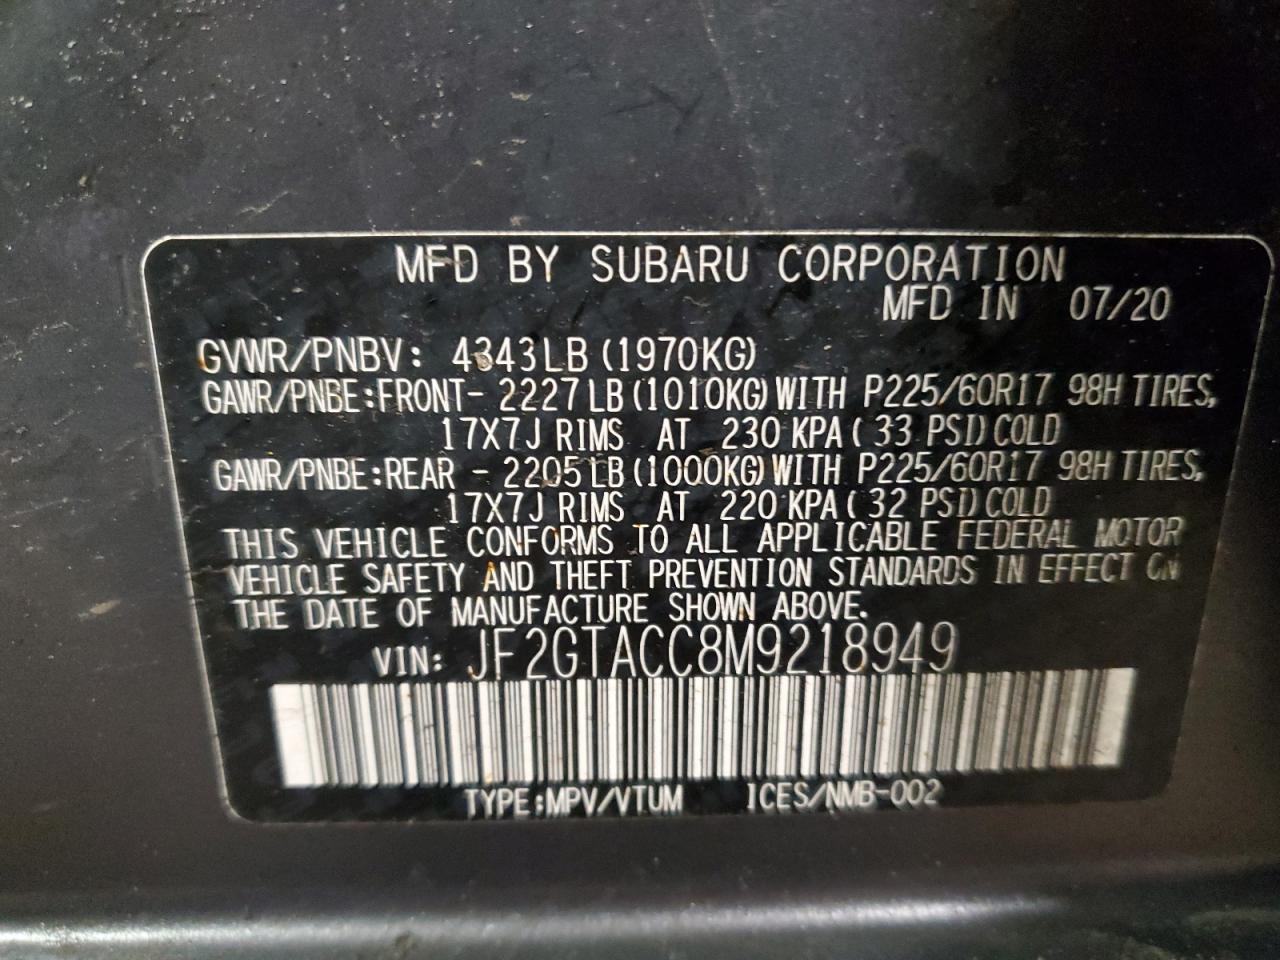 MFD BY SUBARU CORPORATION
MFD IN 07/20
GVWR/PNBV: 4343LB (1970KG)
GAWR/PNBE:FRONT- 2227LB (1010KG) WITH P225/60R17 98H TIRES,
17X7J RIMS AT 230 KPA ( 33 PSI) COLD
GAWR/PNBE:REAR - 2205LB (1000KG) WITH P225/60R17 98H TIRES,
17X7J RIMS AT 220 KPA ( 32 PSI) COLD
THIS VEHICLE CONFORMS TO ALL APPLICABLE FEDERAL MOTOR
VEHICLE SAFETY AND THEFT PREVENTION STANDARDS IN EFFECT ON
THE DATE OF MANUFACTURE SHOWN ABOVE.
VIN: JF2GTACC8M9218949
TYPE:MPV/VTUM ICES/NMB-002